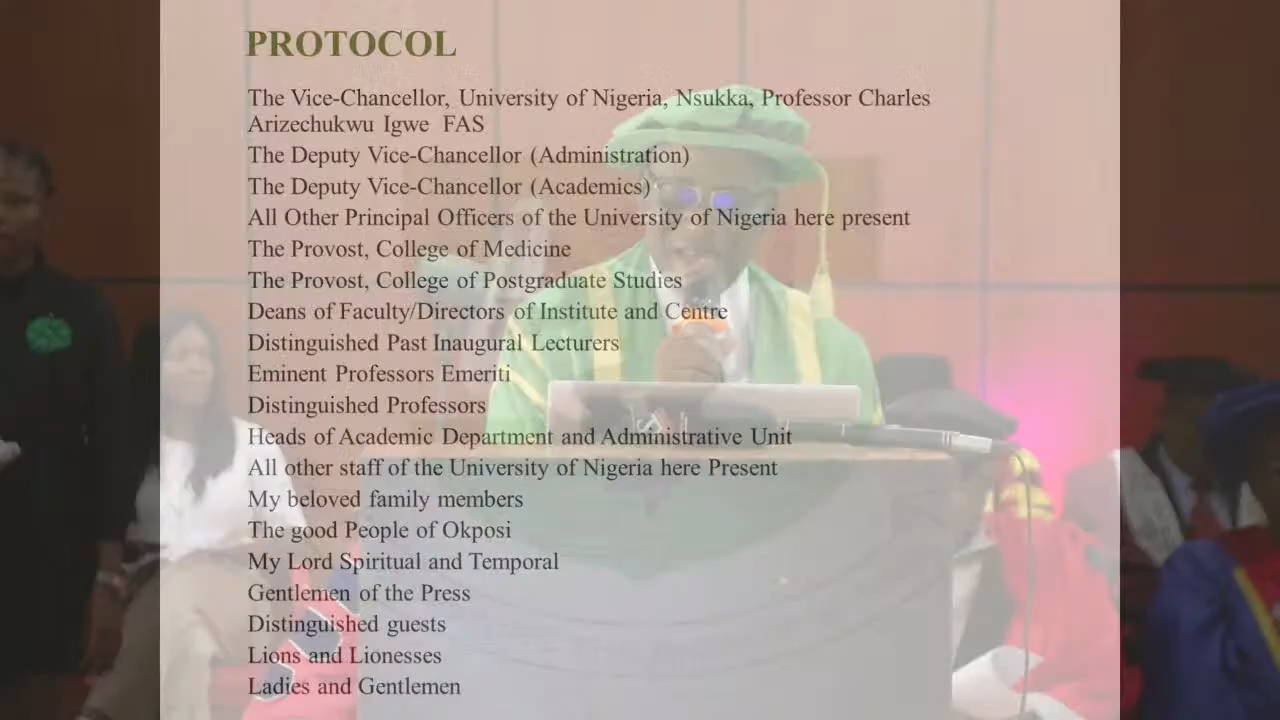 PROTOCOL
The Vice-Chancellor, University of Nigeria, Nsukka, Professor Charles
Arizechukwu Igwe FAS
The Deputy Vice-Chancellor (Administration)
The Deputy Vice-Chancellor (Academics)
All Other Principal Officers of the University of Nigeria here present
The Provost, College of Medicine
The Provost, College of Postgraduate Studies
Deans of Faculty/Directors of Institute and Centre
Distinguished Past Inaugural Lecturers
Eminent Professors Emeriti
Distinguished Professors
Heads of Academic Department and Administrative Unit
All other staff of the University of Nigeria here Present
My beloved family members
The good People of Okposi
My Lord Spiritual and Temporal
Gentlemen of the Press
Distinguished guests
Lions and Lionesses
Ladies and Gentlemen